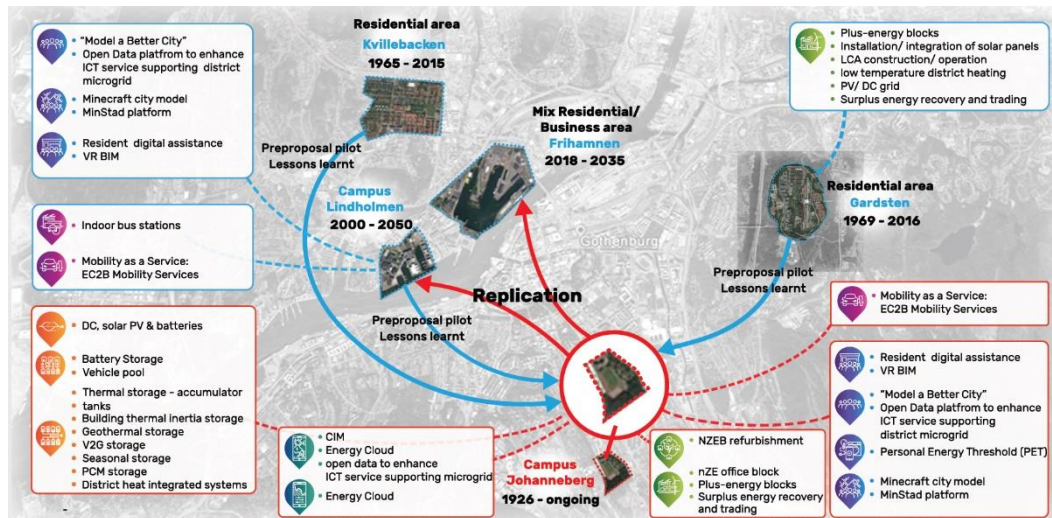 "Model a Better City"
Open Data platfrom to enhance
ICT service supporting district
microgrid
Minecraft city model
MinStad platform
Resident digital assistance
VR BIM
Indoor bus stations
Mobility as a Service:
EC2B Mobility Services
DC, solar PV & batteries
Battery Storage
Vehicle pool
Thermal storage - accumulator
tanks
Building thermal inertia storage
Geothermal storage
V2G storage
Seasonal storage
PCM storage
District heat integrated systems
Residential area
Kvillebacken
1965 - 2015
Preproposal pilot
Lessons learnt
Mix Residential/
Business area
Frihamnen
2018 - 2035
Campus
Lindholmen
2000 - 2050
Gothenburg
Replication
Preproposal pilot
Lessons learnt
Plus-energy blocks
Installation/ integration of solar panels
LCA construction/ operation
low temperature district heating
PV/ DC grid
Surplus energy recovery and trading
Residential area
Gardsten
1969 - 2016
Preproposal pilot
Lessons learnt
Mobility as a Service:
EC2B Mobility Services
Resident digital assistance
VR BIM
"Model a Better City"
Open Data platfrom to enhance
ICT service supporting
district microgrid
Personal Energy Threshold (PET)
Minecraft city model
MinStad platform
CIM
Energy Cloud
open data to enhance
ICT service supporting microgrid
Energy Cloud
Campus
Johanneberg
1926 - ongoing
NZEB refurbishment
nZE office block
Plus-energy blocks
Surplus energy recovery
and trading